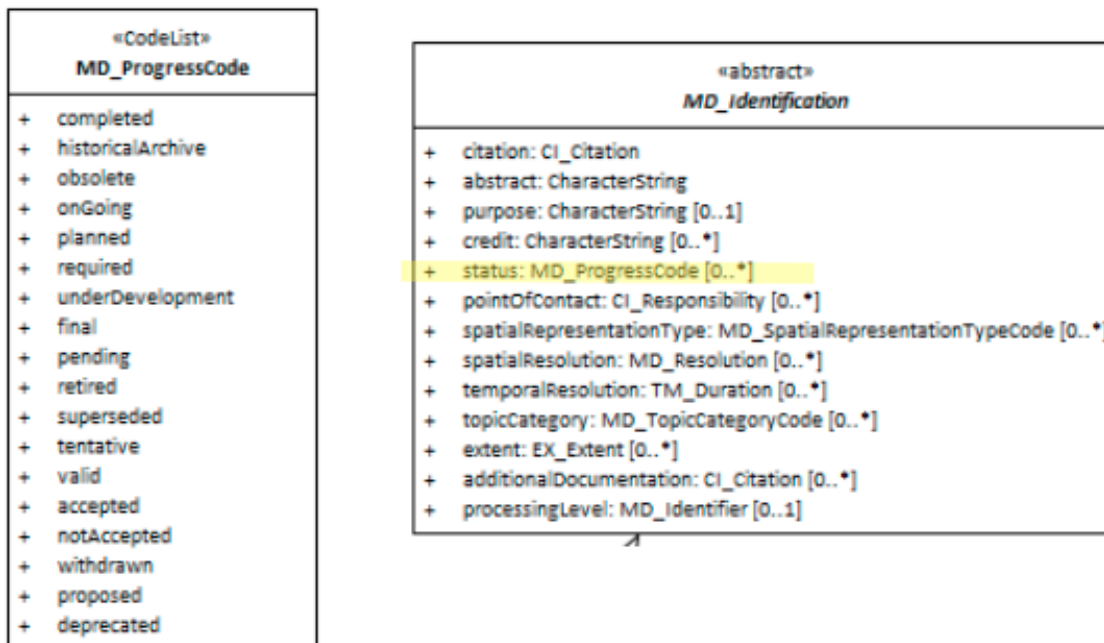 «CodeList»
MD_ProgressCode
+ completed
+ historicalArchive
+ obsolete
+ onGoing
+ planned
+ required
+ underDevelopment
+ final
+ pending
+ retired
+ superseded
+ tentative
+ valid
+ accepted
+ notAccepted
+ withdrawn
+ proposed
+ deprecated
«abstract»
MD_Identification
+ citation: CI_Citation
+ abstract: CharacterString
+ purpose: CharacterString [0..1]
+ credit: CharacterString [0..*]
+ status: MD_ProgressCode [0..*]
+ pointOfContact: CI_Responsibility [0..*]
+ spatialRepresentationType: MD_SpatialRepresentationTypeCode [0..*]
+ spatialResolution: MD_Resolution [0..*]
+ temporalResolution: TM_Duration [0..*]
+ topicCategory: MD_TopicCategoryCode [0..*]
+ extent: EX_Extent [0..*]
+ additionalDocumentation: CI_Citation [0..*]
+ processingLevel: MD_Identifier [0..1]